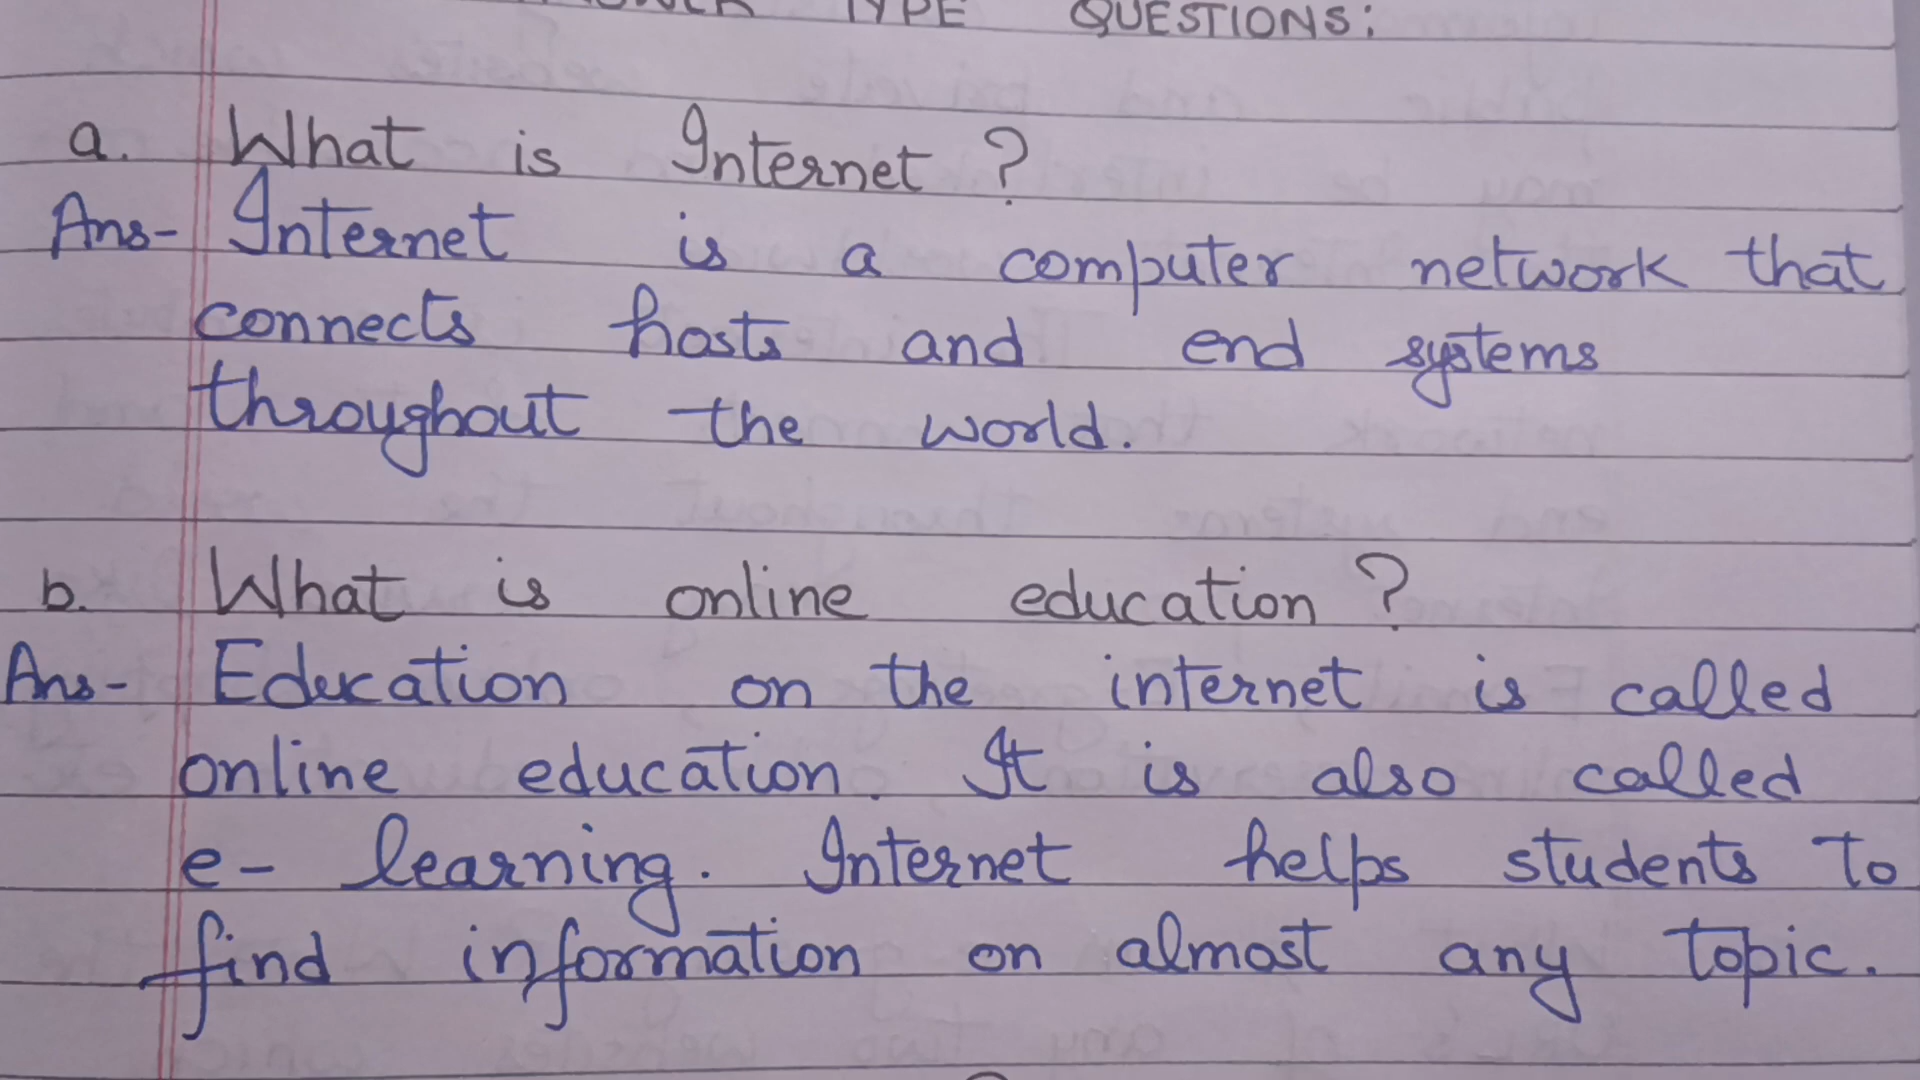 TYPE QUESTIONS:
a. What is Internet ?
Ans- Internet is a computer network that
connects hosts and end systems
throughout the world.
b. What is online education ?
Ans- Education on the internet is called
online education. It is also called
e- learning. Internet helps students to
find information on almost any topic.